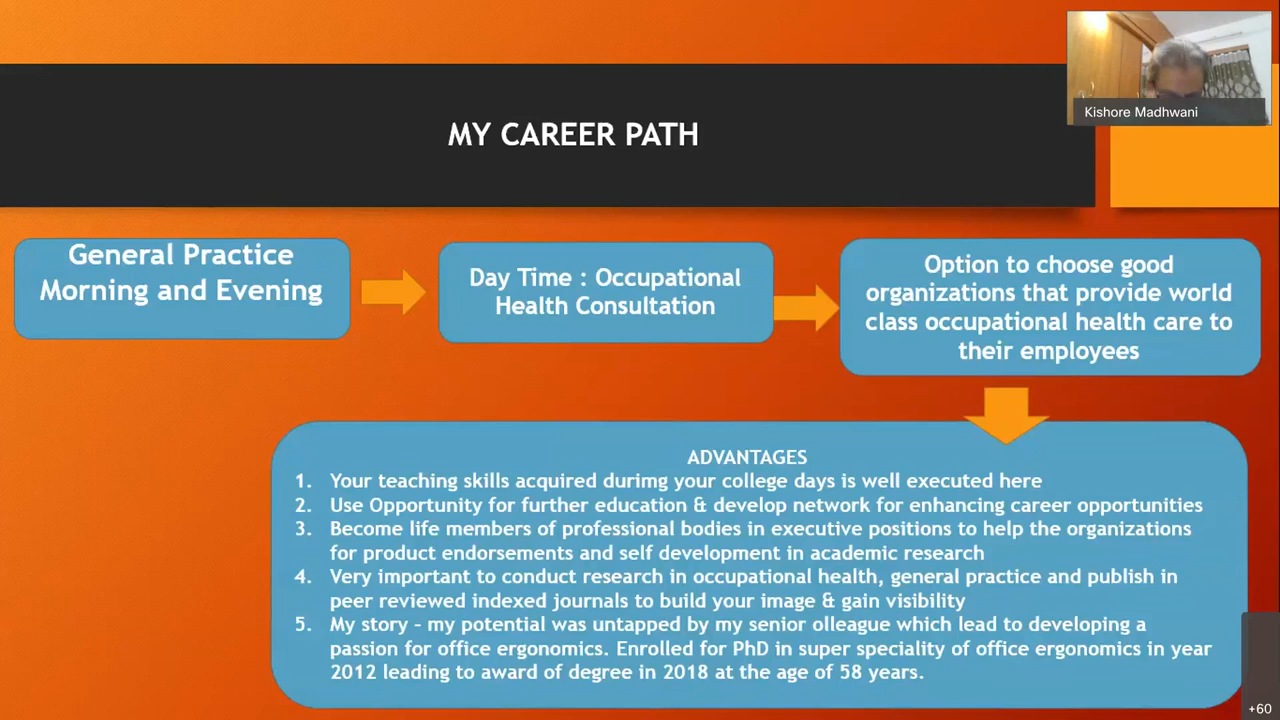 Kishore Madhwani
MY CAREER PATH
General Practice
Morning and Evening
Day Time : Occupational
Health Consultation
Option to choose good
organizations that provide world
class occupational health care to
their employees
ADVANTAGES
1. Your teaching skills acquired durimg your college days is well executed here
2. Use Opportunity for further education & develop network for enhancing career opportunities
3. Become life members of professional bodies in executive positions to help the organizations
for product endorsements and self development in academic research
4. Very important to conduct research in occupational health, general practice and publish in
peer reviewed indexed journals to build your image & gain visibility
5. My story – my potential was untapped by my senior olleague which lead to developing a
passion for office ergonomics. Enrolled for PhD in super speciality of office ergonomics in year
2012 leading to award of degree in 2018 at the age of 58 years.
+60